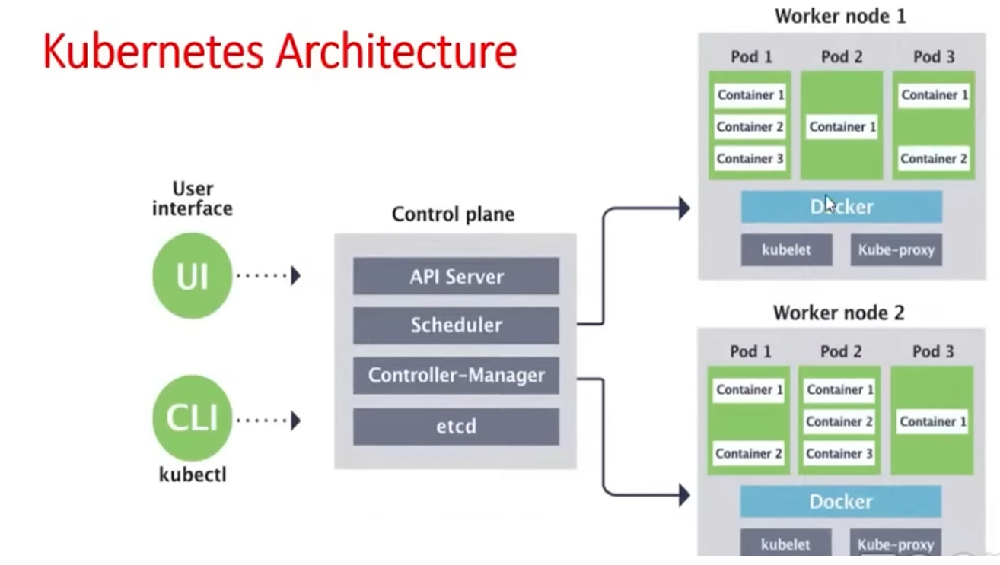 Kubernetes Architecture
User
interface
UI
CLI
kubectl
Control plane
API Server
Scheduler
Controller-Manager
etcd
Worker node 1
Pod 1 Pod 2 Pod 3
Container 1
Container 2
Container 3
Container 1
Container 1
Container 2
Docker
kubelet Kube-proxy
Worker node 2
Pod 1 Pod 2 Pod 3
Container 1
Container 2
Container 1
Container 2
Container 3
Container 1
Docker
kubelet Kube-proxy